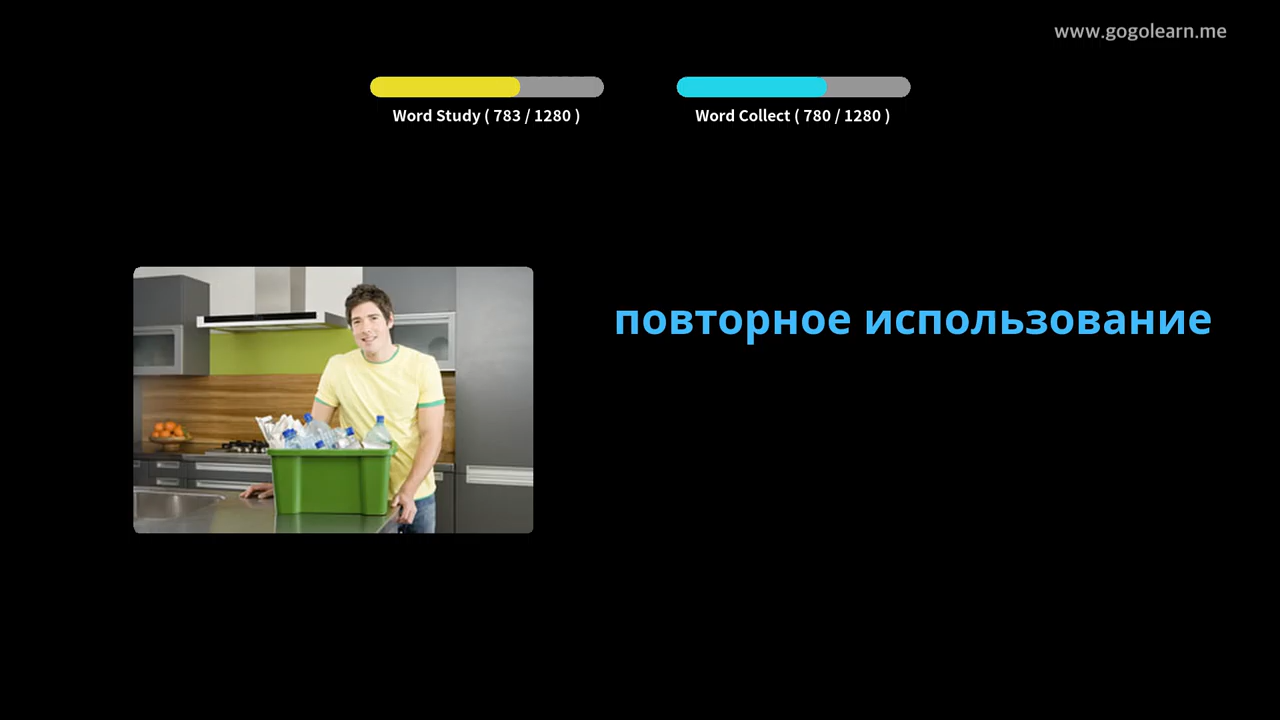 www.gogolearn.me
Word Study ( 783 / 1280 )
Word Collect ( 780 / 1280 )
повторное использование